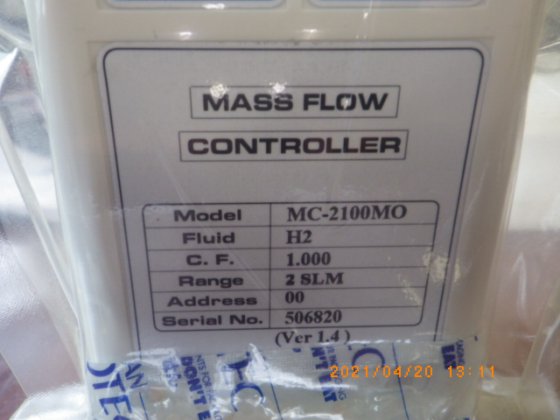 MASS FLOW
CONTROLLER
Model MC-2100MO
Fluid H2
C. F. 1.000
Range 2 SLM
Address 00
Serial No. 506820
(Ver 1.4 )
DON'T E
2021/04/20 13:11